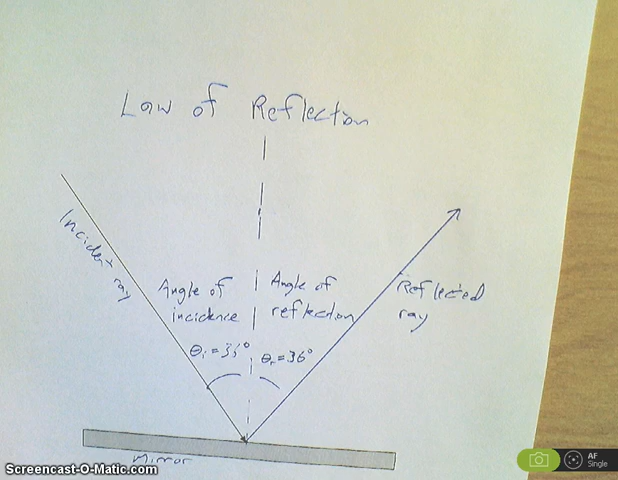 Law of Reflection
Incident ray
Angle of
incidence
Angle of
reflection
Reflected
ray
θi = 35°
θr = 36°
Mirror
Screencast-O-Matic.com
AF
Single